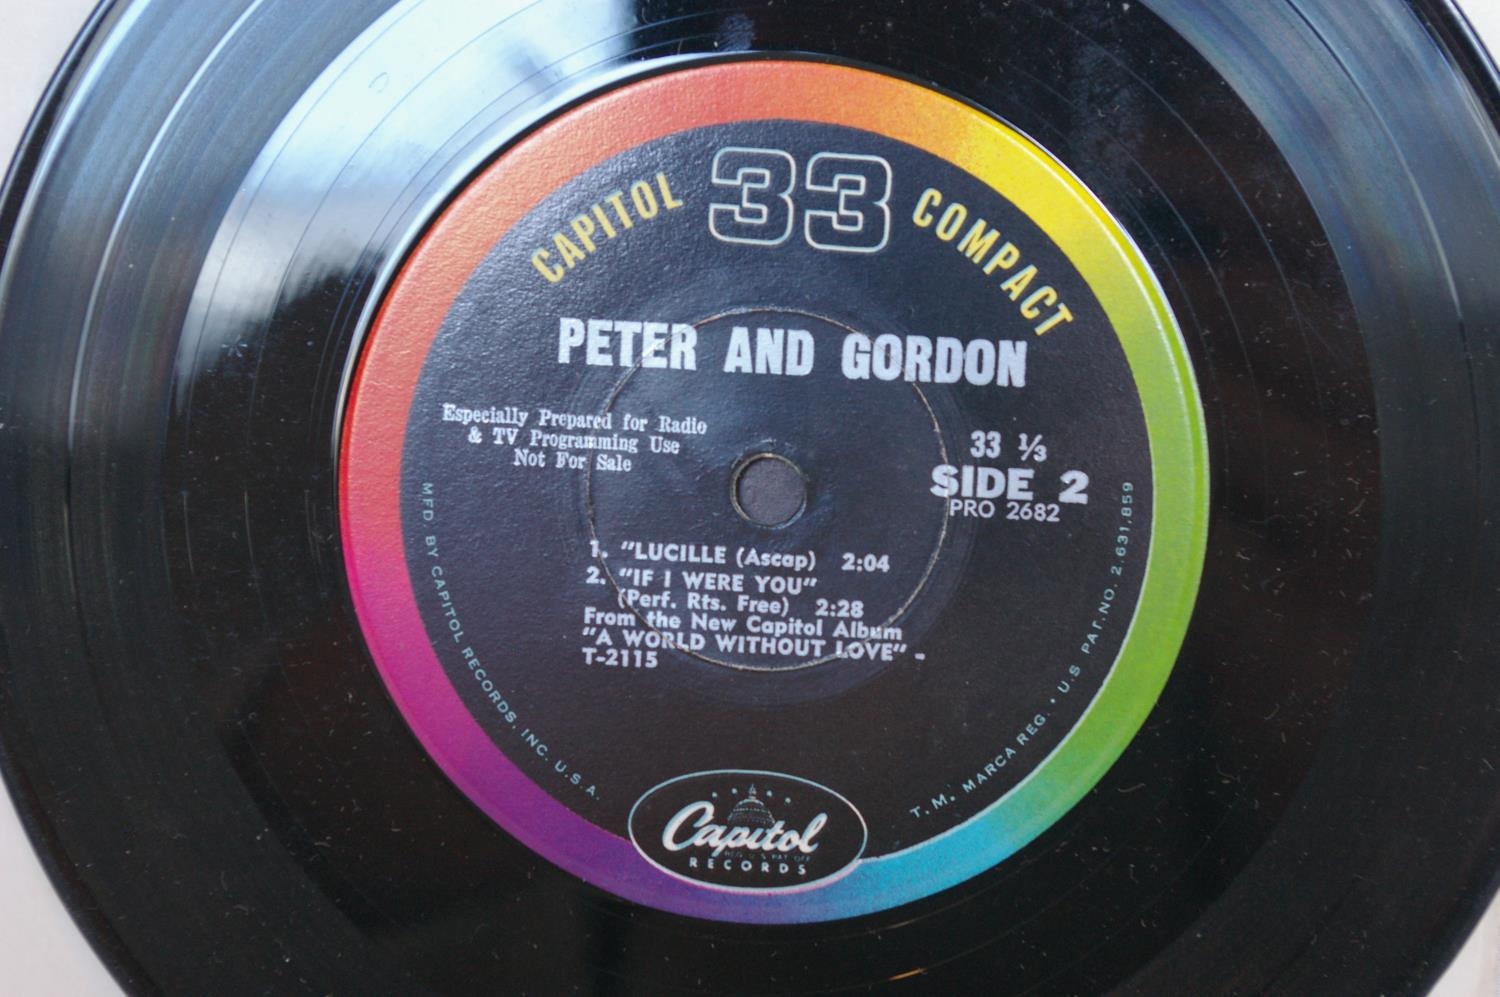 CAPITOL 33 COMPACT
PETER AND GORDON
Especially Prepared for Radio
& TV Programming Use
Not For Sale
33 ⅓
SIDE 2
PRO 2682
1. "LUCILLE (Ascap) 2:04
2. "IF I WERE YOU"
(Perf. Rts. Free) 2:28
From the New Capitol Album
"A WORLD WITHOUT LOVE" -
T-2115
MFD. BY CAPITOL RECORDS, INC. U.S.A.
T.M. MARCA REG. • U.S. PAT. NO. 2,631,859
Capitol
REG. U.S. PAT. OFF.
RECORDS